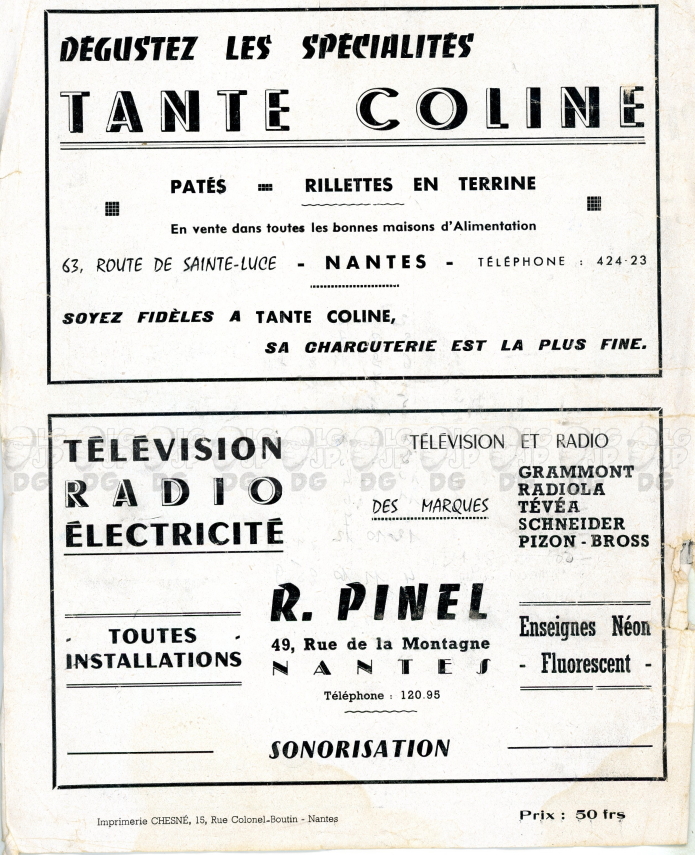 DÉGUSTEZ LES SPÉCIALITÉS
TANTE COLINE
PATÉS RILLETTES EN TERRINE
En vente dans toutes les bonnes maisons d'Alimentation
63, ROUTE DE SAINTE-LUCE - NANTES - TÉLÉPHONE : 424-23
SOYEZ FIDÈLES A TANTE COLINE,
SA CHARCUTERIE EST LA PLUS FINE.
TÉLÉVISION
RADIO
ÉLECTRICITÉ
TÉLÉVISION ET RADIO
DES MARQUES
GRAMMONT
RADIOLA
TÉVÉA
SCHNEIDER
PIZON - BROSS
R. PINEL
49, Rue de la Montagne
NANTES
Téléphone : 120.95
- TOUTES -
INSTALLATIONS
Enseignes Néon
- Fluorescent -
SONORISATION
Imprimerie CHESNÉ, 15, Rue Colonel-Boutin - Nantes
Prix : 50 frs